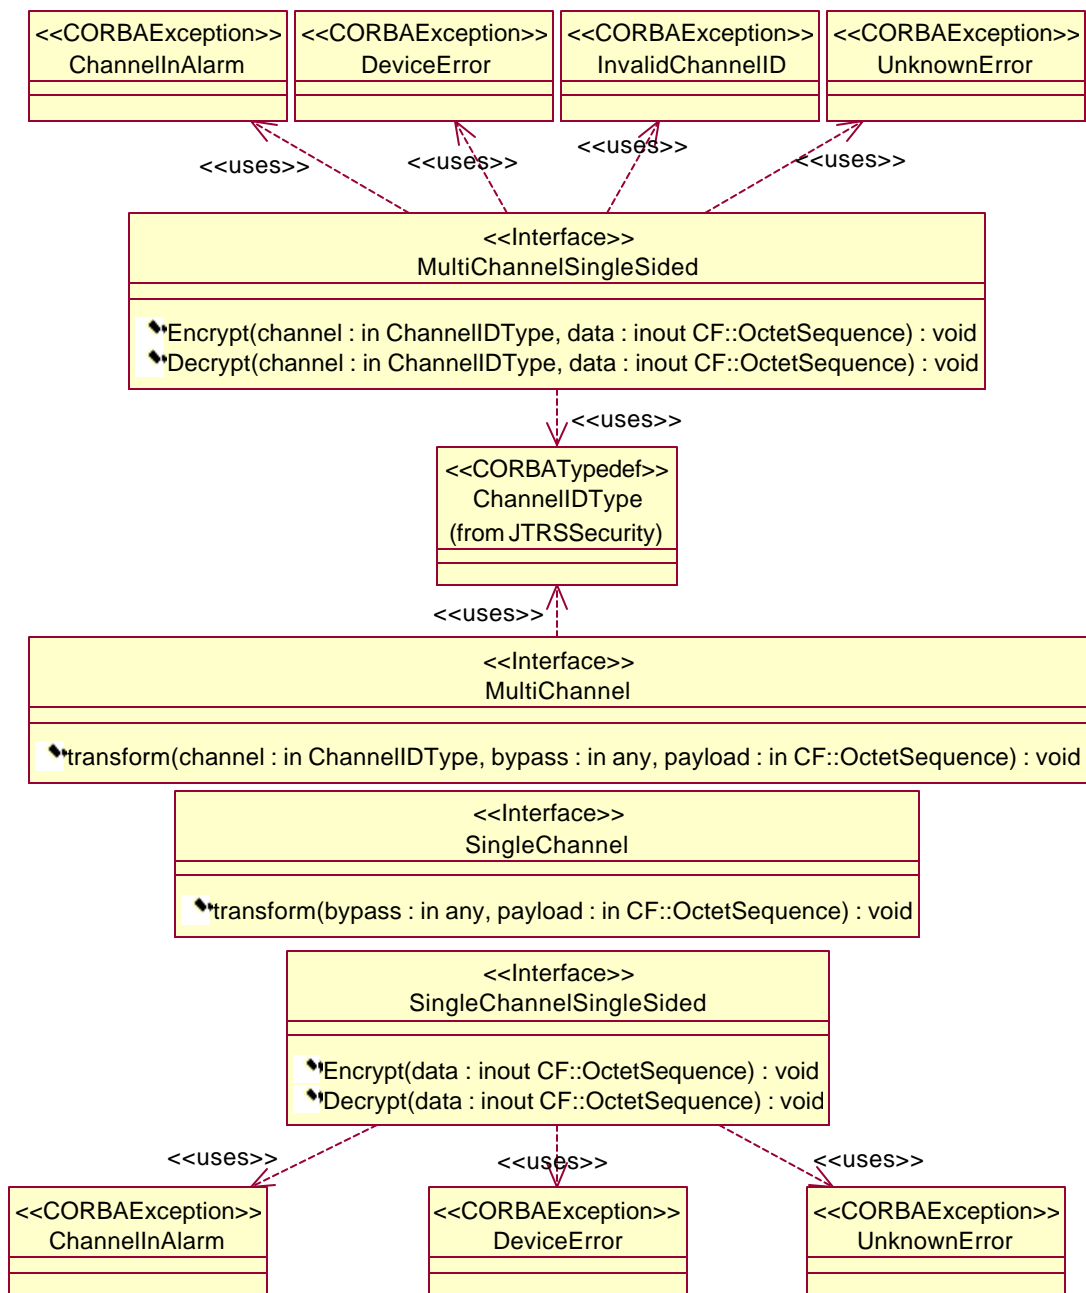 <<CORBAException>> <<CORBAException>> <<CORBAException>> <<CORBAException>>
ChannelInAlarm DeviceError InvalidChannelID UnknownError
<<uses>> <<uses>> <<uses>> <<uses>>
<<Interface>>
MultiChannelSingleSided
Encrypt(channel : in ChannelIDType, data : inout CF::OctetSequence) : void
Decrypt(channel : in ChannelIDType, data : inout CF::OctetSequence) : void
<<uses>>
<<CORBATypedef>>
ChannelIDType
(from JTRSSecurity)
<<uses>>
<<Interface>>
MultiChannel
transform(channel : in ChannelIDType, bypass : in any, payload : in CF::OctetSequence) : void
<<Interface>>
SingleChannel
transform(bypass : in any, payload : in CF::OctetSequence) : void
<<Interface>>
SingleChannelSingleSided
Encrypt(data : inout CF::OctetSequence) : void
Decrypt(data : inout CF::OctetSequence) : void
<<uses>> <<uses>> <<uses>>
<<CORBAException>> <<CORBAException>> <<CORBAException>>
ChannelInAlarm DeviceError UnknownError